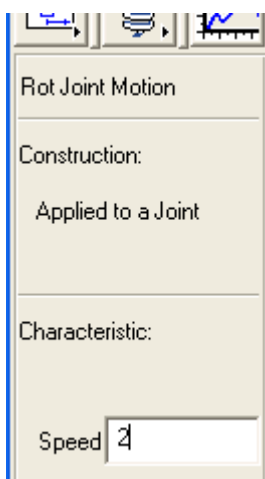 Rot Joint Motion
Construction:
Applied to a Joint
Characteristic:
Speed 2